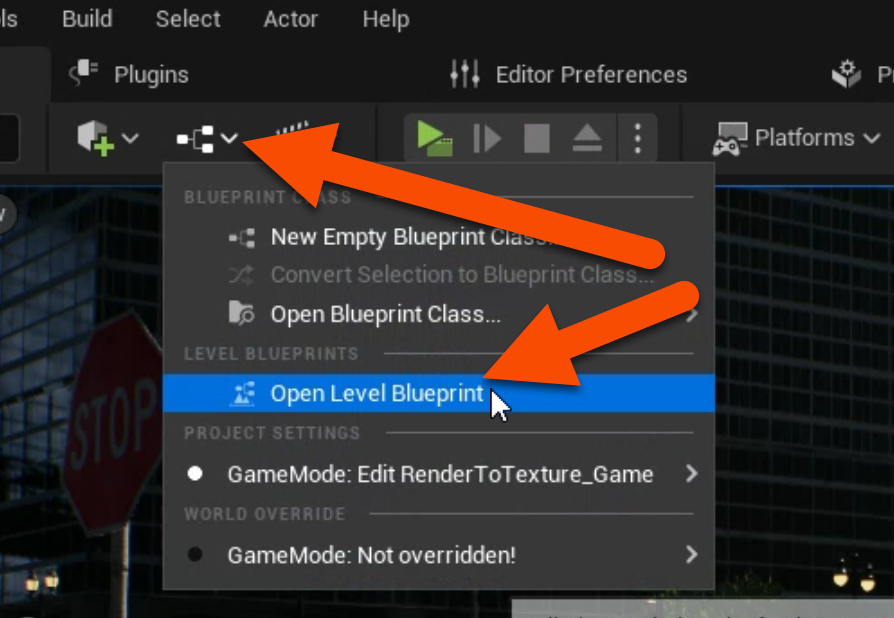 Build Select Actor Help
Plugins Editor Preferences
Platforms
BLUEPRINT CLASS
New Empty Blueprint Class...
Convert Selection to Blueprint Class...
Open Blueprint Class...
LEVEL BLUEPRINTS
Open Level Blueprint
STOP
PROJECT SETTINGS
GameMode: Edit RenderToTexture_Game
WORLD OVERRIDE
GameMode: Not overridden!